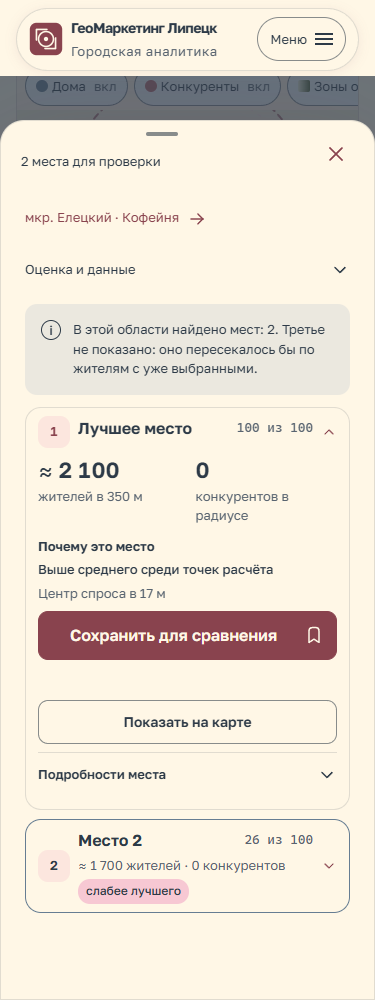 ГеоМаркетинг Липецк
Городская аналитика
Меню
Дома вкл
Конкуренты вкл
Зоны о
2 места для проверки
мкр. Елецкий · Кофейня
Оценка и данные
В этой области найдено мест: 2. Третье
не показано: оно пересекалось бы по
жителям с уже выбранными.
1
Лучшее место
100 из 100
≈ 2 100
жителей в 350 м
0
конкурентов в
радиусе
Почему это место
Выше среднего среди точек расчёта
Центр спроса в 17 м
Сохранить для сравнения
Показать на карте
Подробности места
2
Место 2
26 из 100
≈ 1 700 жителей · 0 конкурентов
слабее лучшего